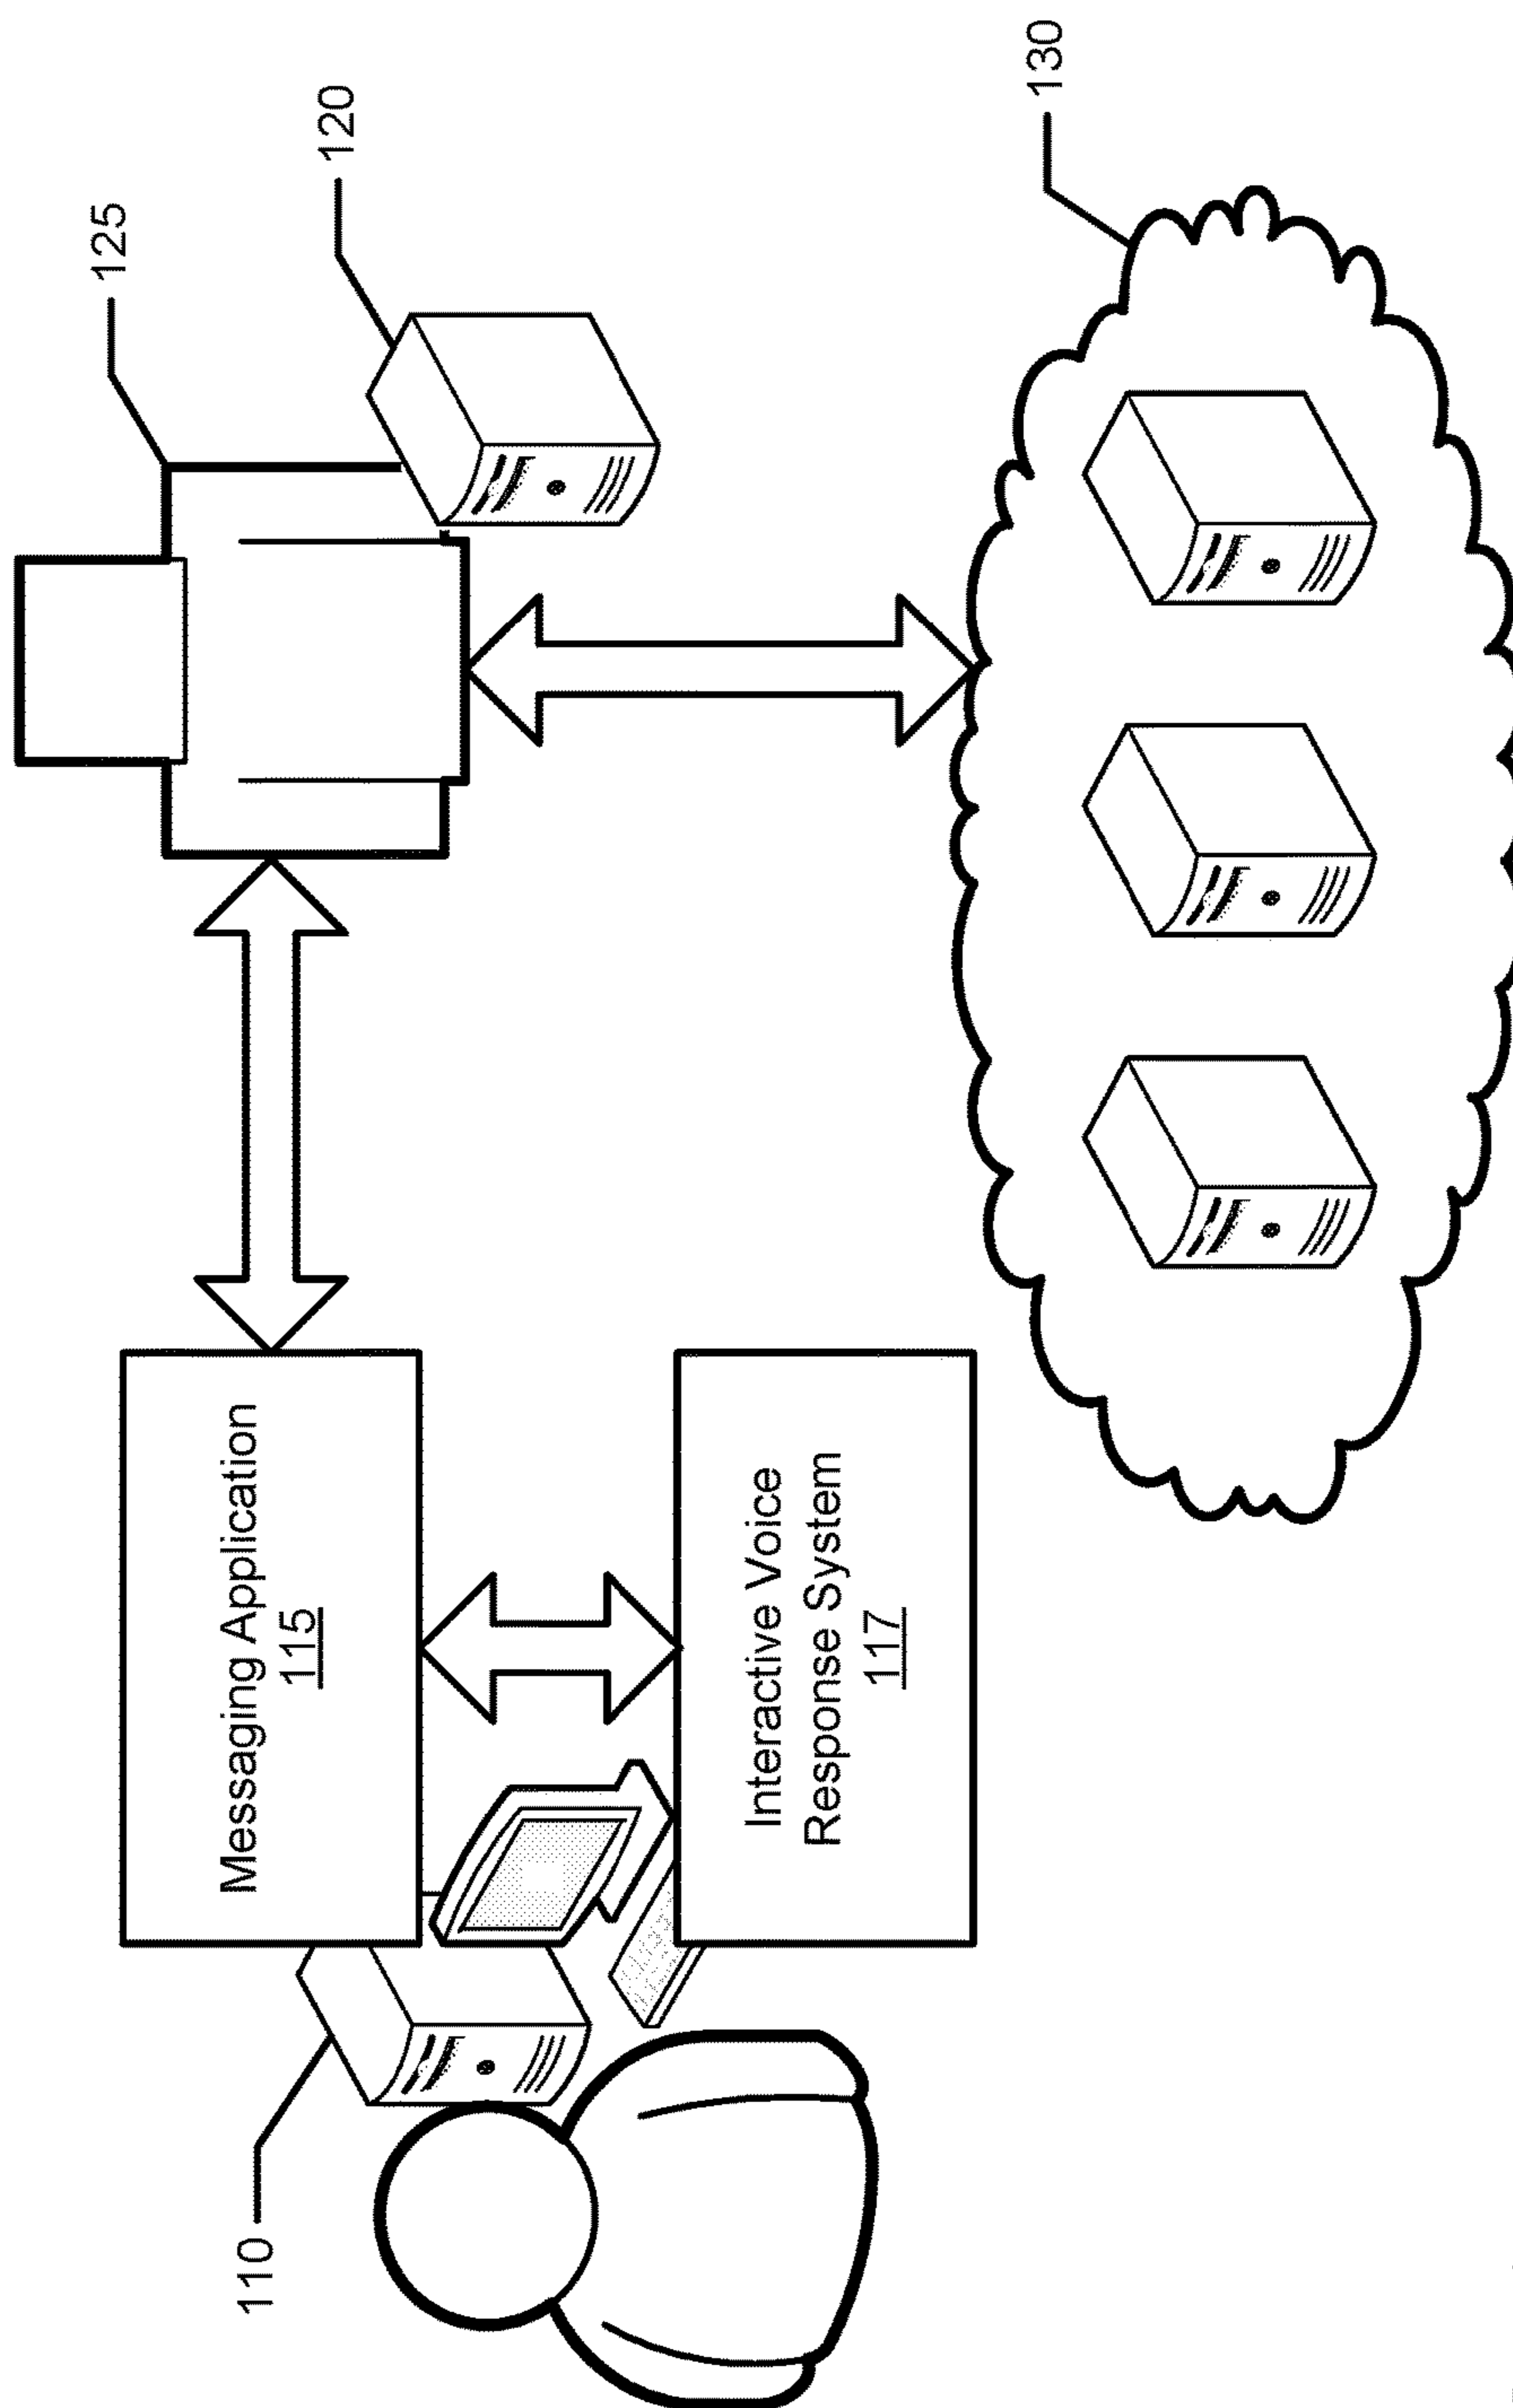 125
120
110
Messaging Application
115
Interactive Voice
Response System
117
130